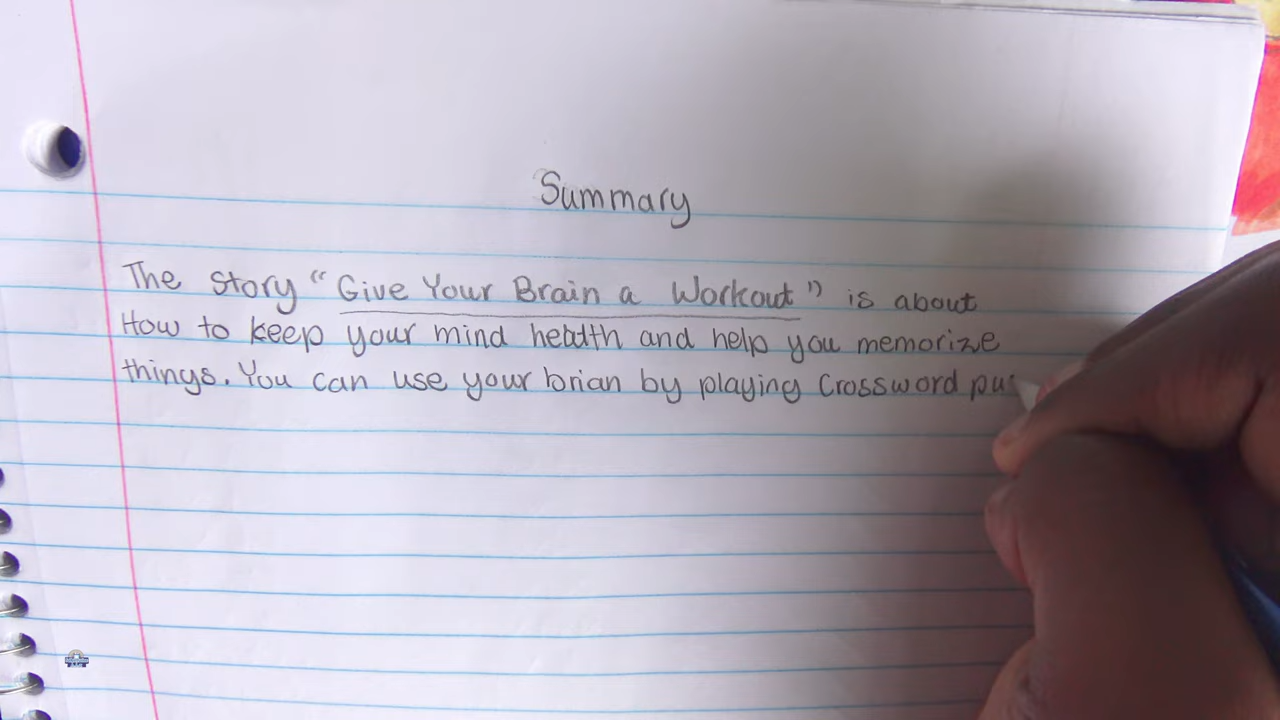 Summary
The Story “Give Your Brain a Workout” is about
How to keep your mind health and help you memorize
things. You can use your brian by playing Crossword pu